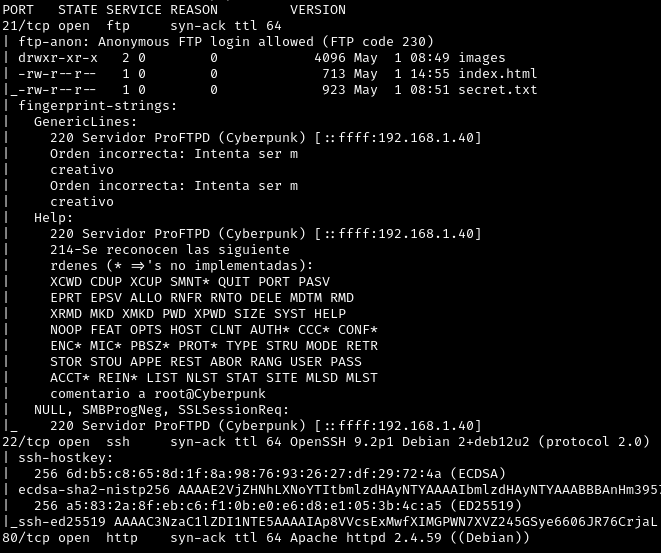 PORT   STATE SERVICE REASON         VERSION
21/tcp open  ftp     syn-ack ttl 64
| ftp-anon: Anonymous FTP login allowed (FTP code 230)
| drwxr-xr-x   2 0        0            4096 May  1 08:49 images
| -rw-r--r--   1 0        0             713 May  1 14:55 index.html
|_-rw-r--r--   1 0        0             923 May  1 08:51 secret.txt
| fingerprint-strings:
|   GenericLines:
|     220 Servidor ProFTPD (Cyberpunk) [::ffff:192.168.1.40]
|     Orden incorrecta: Intenta ser m
|     creativo
|     Orden incorrecta: Intenta ser m
|     creativo
|   Help:
|     220 Servidor ProFTPD (Cyberpunk) [::ffff:192.168.1.40]
|     214-Se reconocen las siguiente
|     rdenes (* =>'s no implementadas):
|     XCWD CDUP XCUP SMNT* QUIT PORT PASV
|     EPRT EPSV ALLO RNFR RNTO DELE MDTM RMD
|     XRMD MKD XMKD PWD XPWD SIZE SYST HELP
|     NOOP FEAT OPTS HOST CLNT AUTH* CCC* CONF*
|     ENC* MIC* PBSZ* PROT* TYPE STRU MODE RETR
|     STOR STOU APPE REST ABOR RANG USER PASS
|     ACCT* REIN* LIST NLST STAT SITE MLSD MLST
|     comentario a root@Cyberpunk
|   NULL, SMBProgNeg, SSLSessionReq:
|_    220 Servidor ProFTPD (Cyberpunk) [::ffff:192.168.1.40]
22/tcp open  ssh     syn-ack ttl 64 OpenSSH 9.2p1 Debian 2+deb12u2 (protocol 2.0)
| ssh-hostkey:
|   256 6d:b5:c8:65:8d:1f:8a:98:76:93:26:27:df:29:72:4a (ECDSA)
| ecdsa-sha2-nistp256 AAAAE2VjZHNhLXNoYTItbmlzdHAyNTYAAAAIbmlzdHAyNTYAAABBBAnHm3957
|   256 a5:83:2a:8f:eb:c6:f1:0b:e0:e6:d8:e1:05:3b:4c:a5 (ED25519)
|_ssh-ed25519 AAAAC3NzaC1lZDI1NTE5AAAAIAp8VVcsExMwfXIMGPWN7XVZ245GSye6606JR76CrjaL
80/tcp open  http    syn-ack ttl 64 Apache httpd 2.4.59 ((Debian))